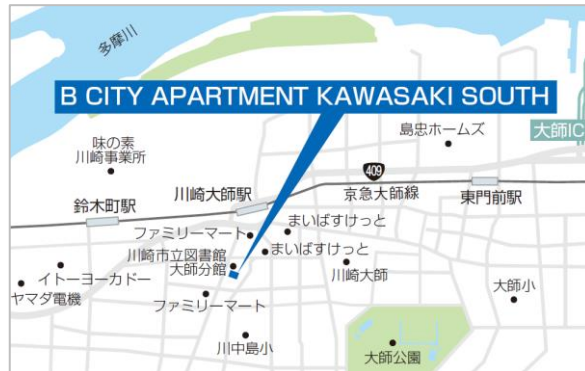 多摩川
B CITY APARTMENT KAWASAKI SOUTH
味の素
川崎事業所
島忠ホームズ
大師IC
409
川崎大師駅
京急大師線
東門前駅
鈴木町駅
まいばすけっと
ファミリーマート
川崎市立図書館
大師分館
まいばすけっと
川崎大師
イトーヨーカドー
ヤマダ電機
ファミリーマート
大師小
川中島小
大師公園